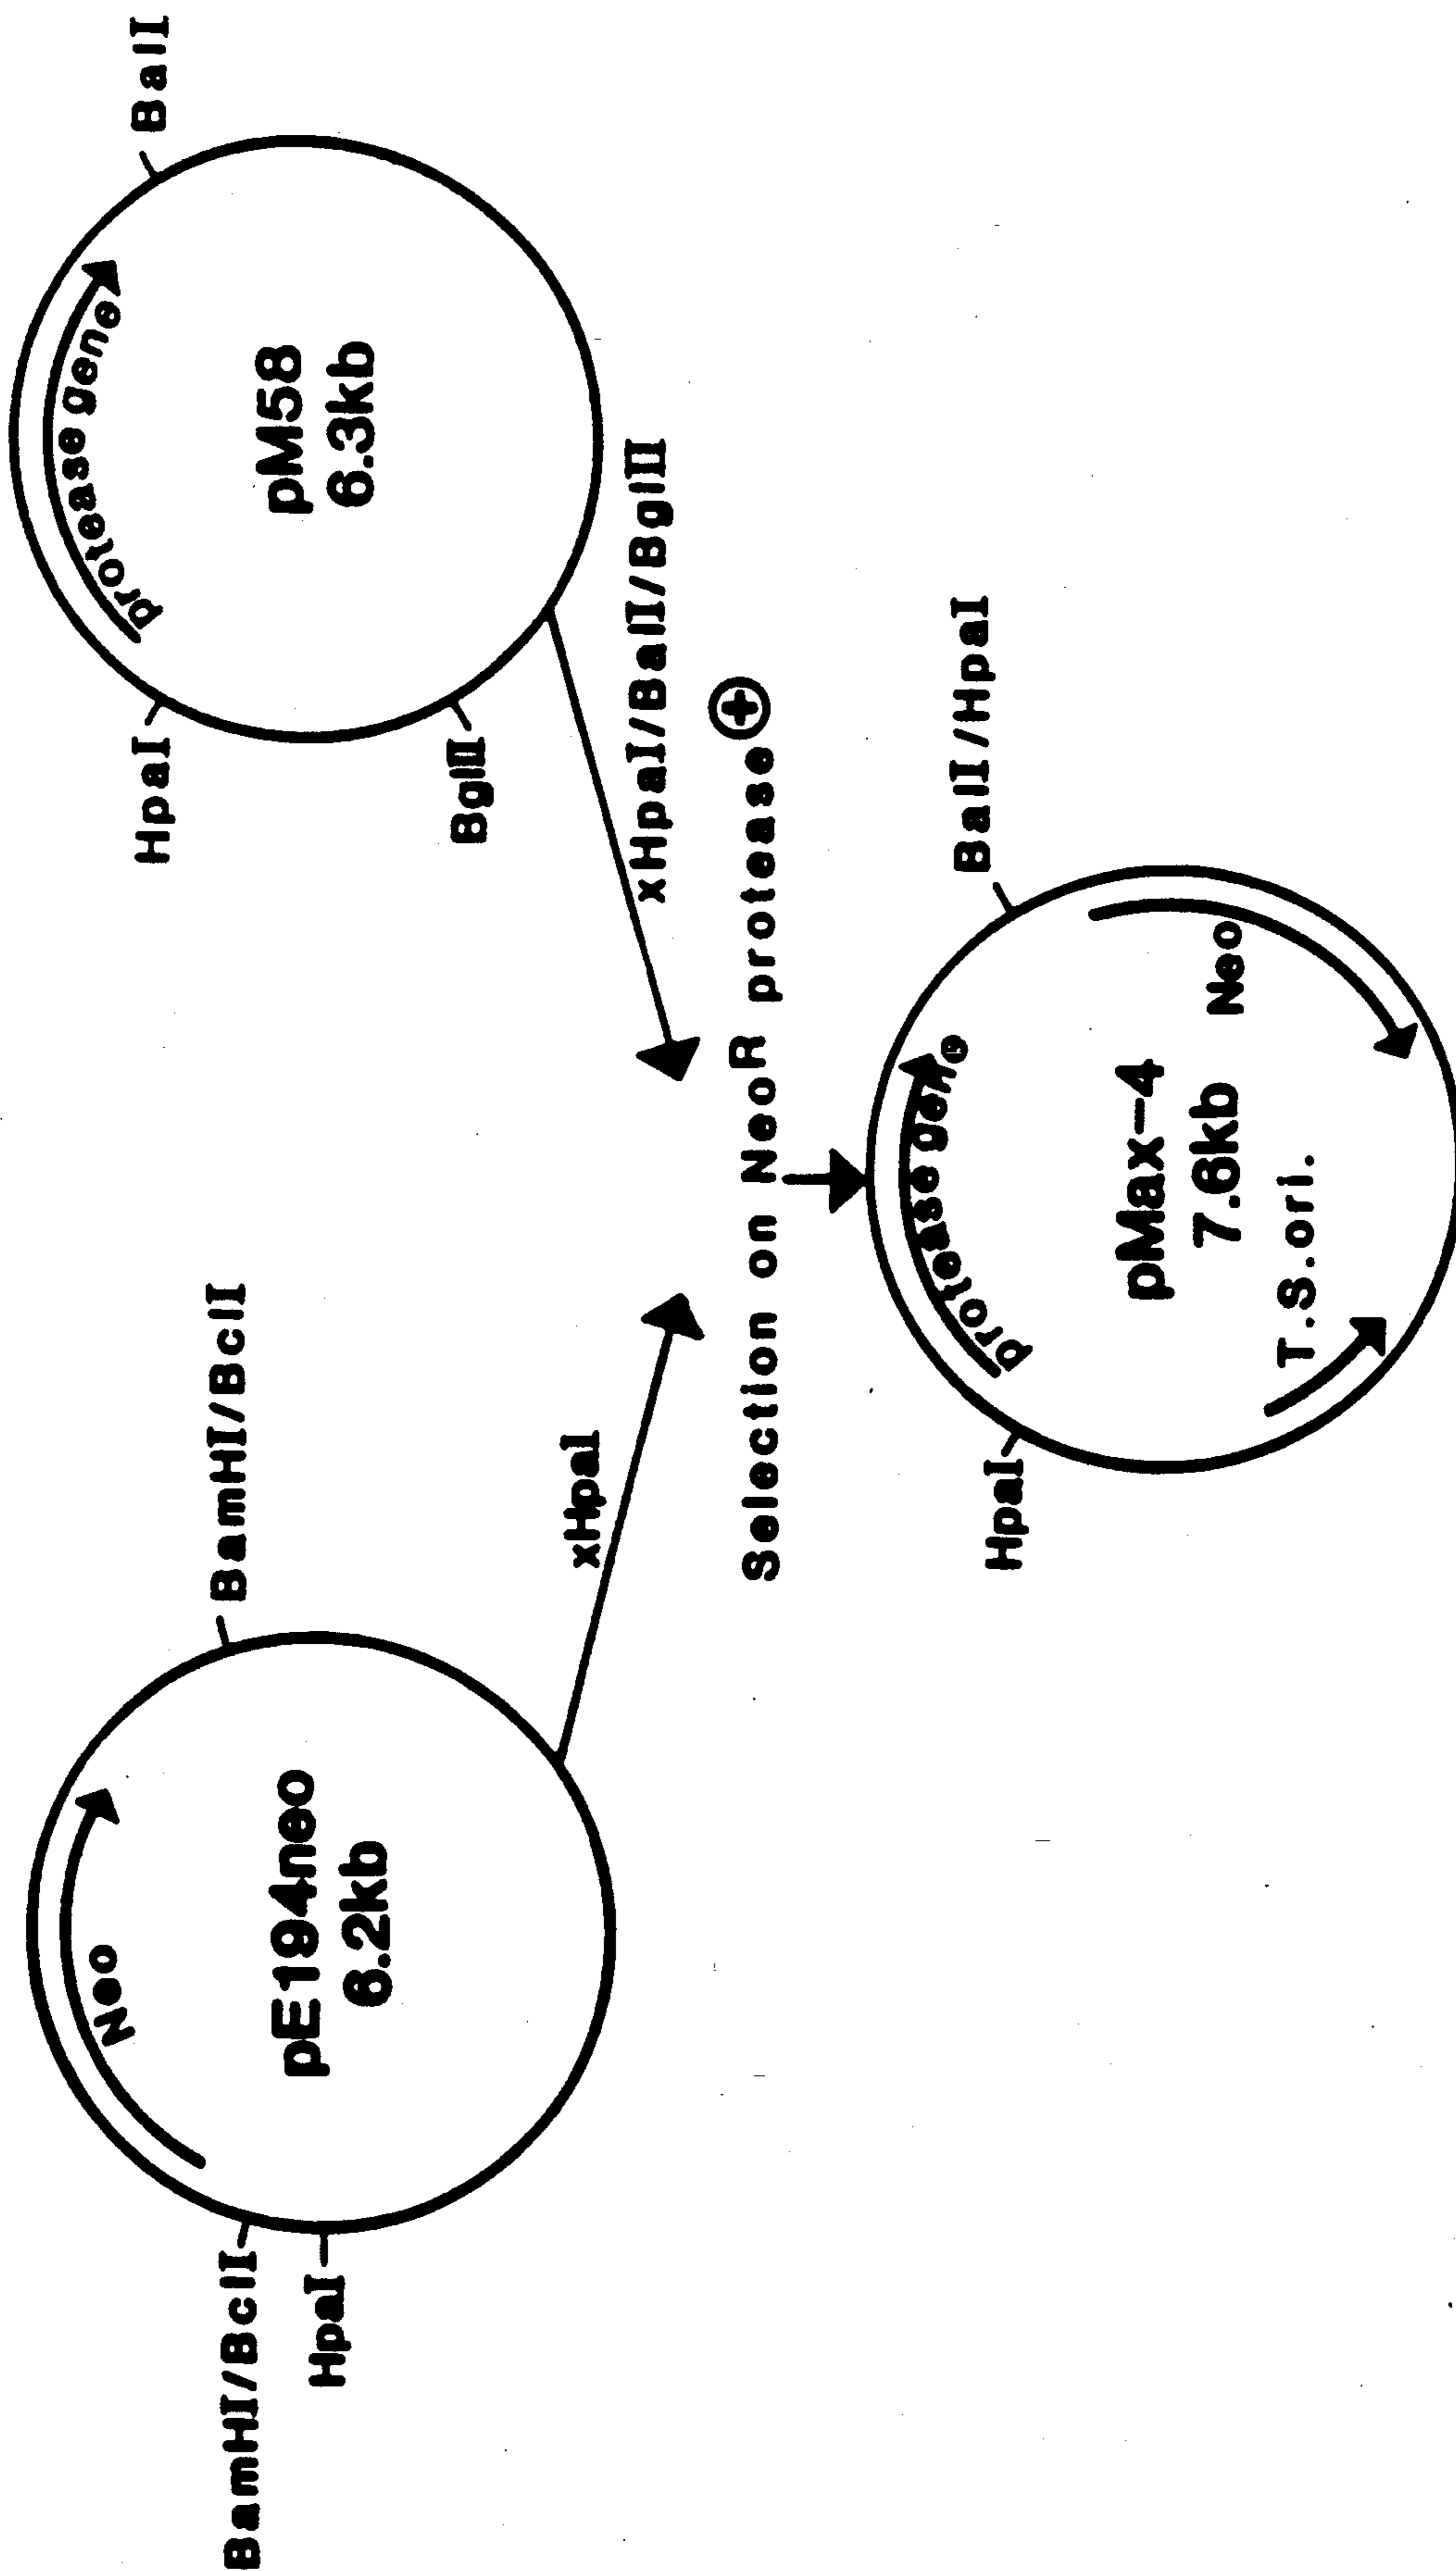 BamHI/BclI
Neo
BamHI/BclI
HpaI
pE194neo
6.2kb
xHpaI
HpaI
protease gene
BalI
pM58
6.3kb
BglII
xHpaI/BalI/BglII
Selection on NeoR protease⊕
HpaI
protease gene
BalI/HpaI
pMax-4
7.6kb
Neo
T.S.ori.